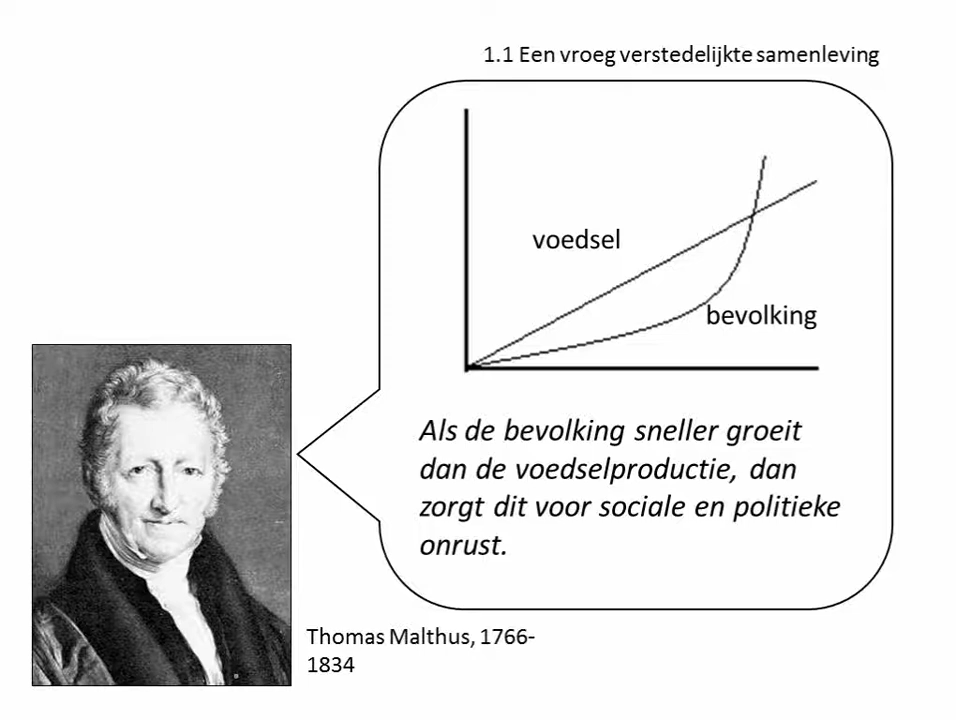 1.1 Een vroeg verstedelijkte samenleving
voedsel
bevolking
Als de bevolking sneller groeit
dan de voedselproductie, dan
zorgt dit voor sociale en politieke
onrust.
Thomas Malthus, 1766-
1834